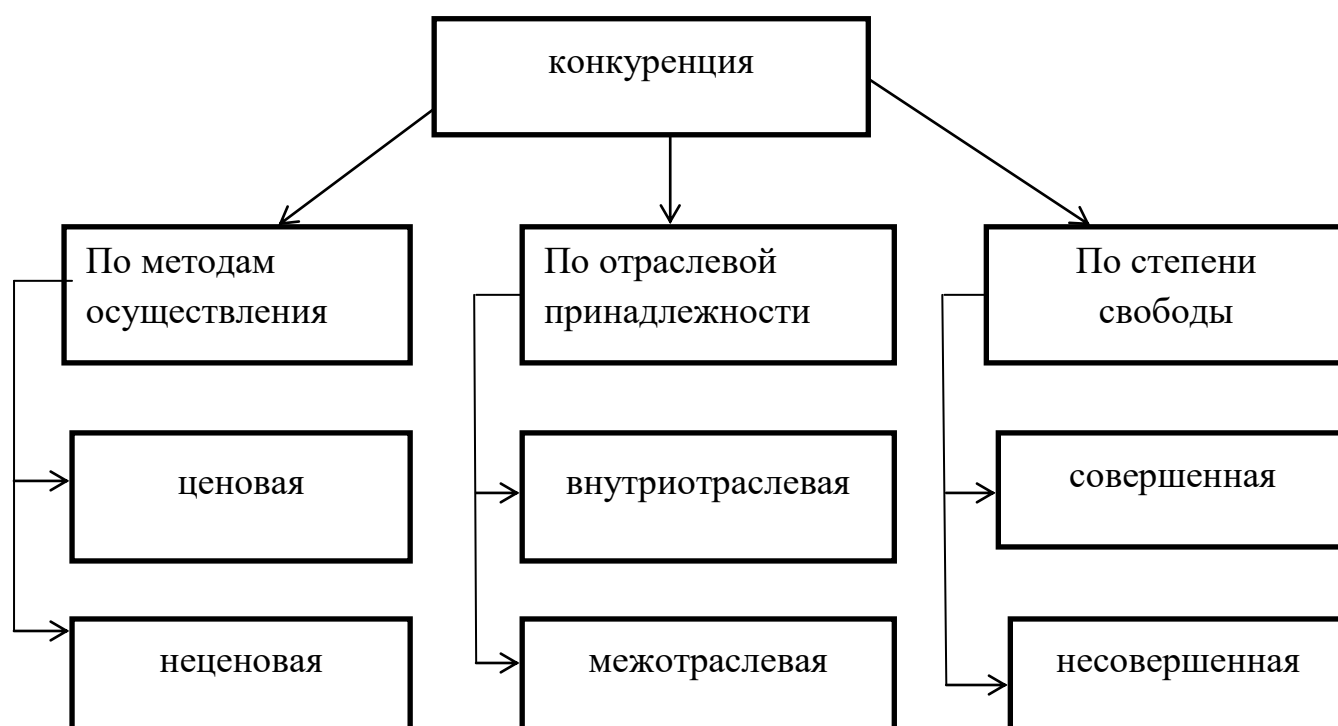 конкуренция
По методам
осуществления
По отраслевой
принадлежности
По степени
свободы
ценовая
внутриотраслевая
совершенная
неценовая
межотраслевая
несовершенная